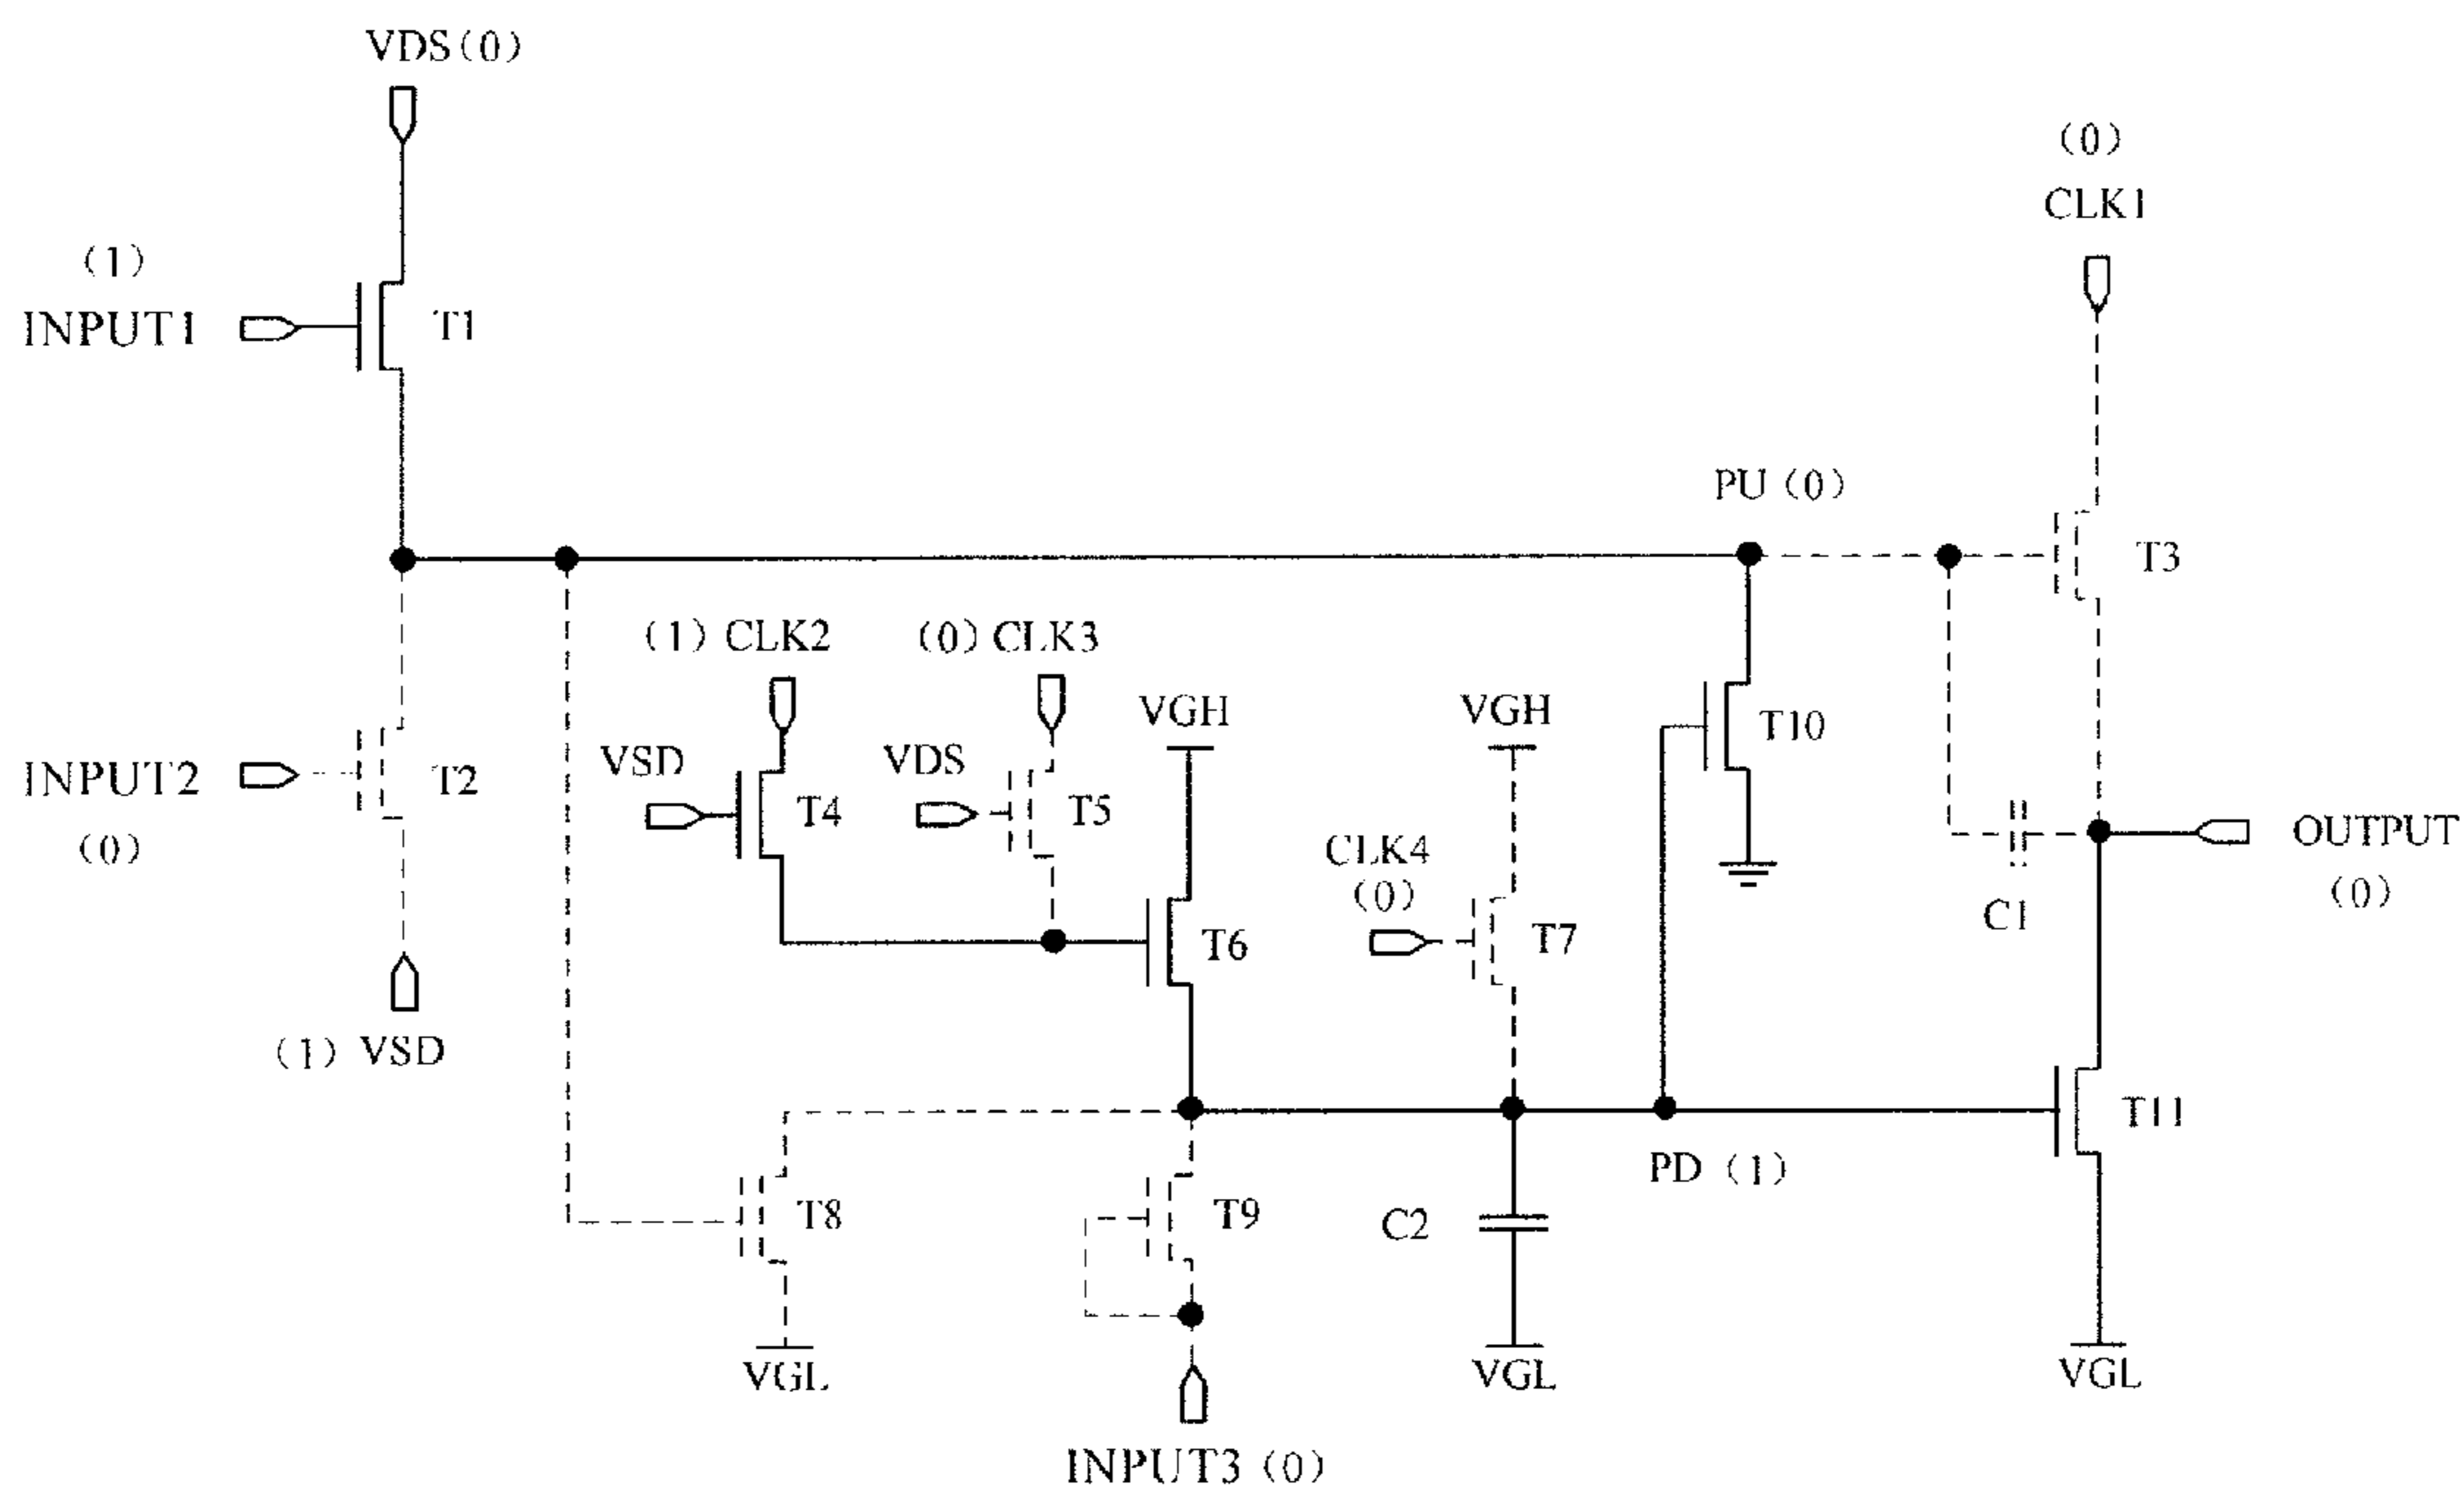 VDS(0)
(0)
CLK1
(1)
INPUT1
T1
PU(0)
T3
(1) CLK2
(0) CLK3
VGH
VGH
T10
VSD
VDS
INPUT2
T2
T4
T5
(0)
CLK4
(0)
OUTPUT
(0)
C1
T6
T7
(1) VSD
T11
PD (1)
T8
T9
C2
VGL
VGL
VGL
INPUT3 (0)